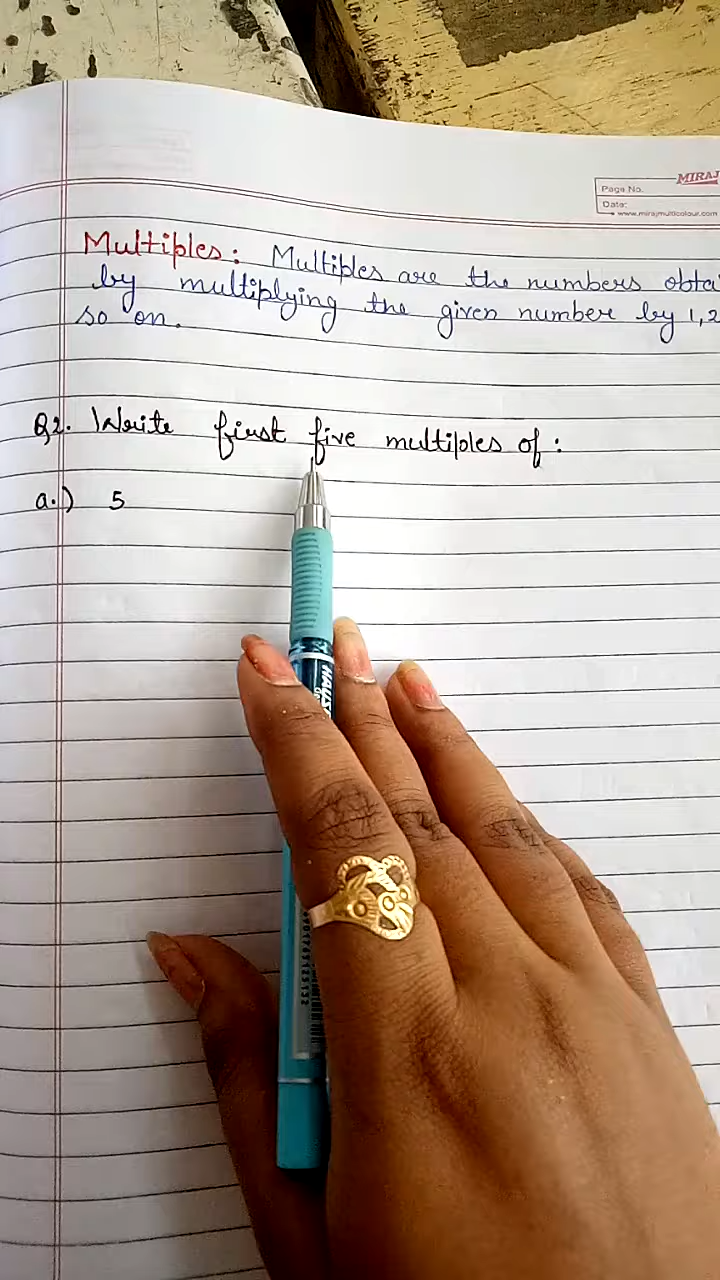 MIRAJ
Page No.
Date:
www.mirajmulticolour.com
Multiples: Multiples are the numbers obtai
by multiplying the given number by 1, 2
so on.
Q2. Write first five multiples of :
a.) 5